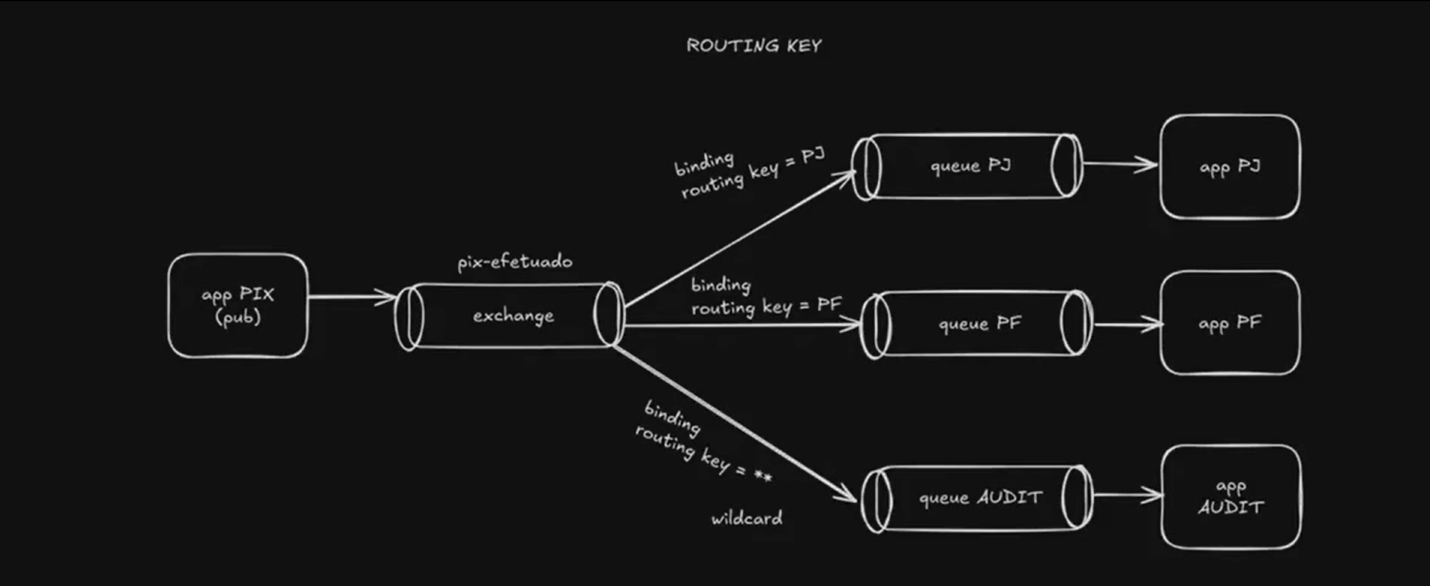 ROUTING KEY
binding
routing key = PJ
queue PJ
app PJ
pix-efetuado
app PIX
(pub)
exchange
binding
routing key = PF
queue PF
app PF
binding
routing key = **
wildcard
queue AUDIT
app
AUDIT